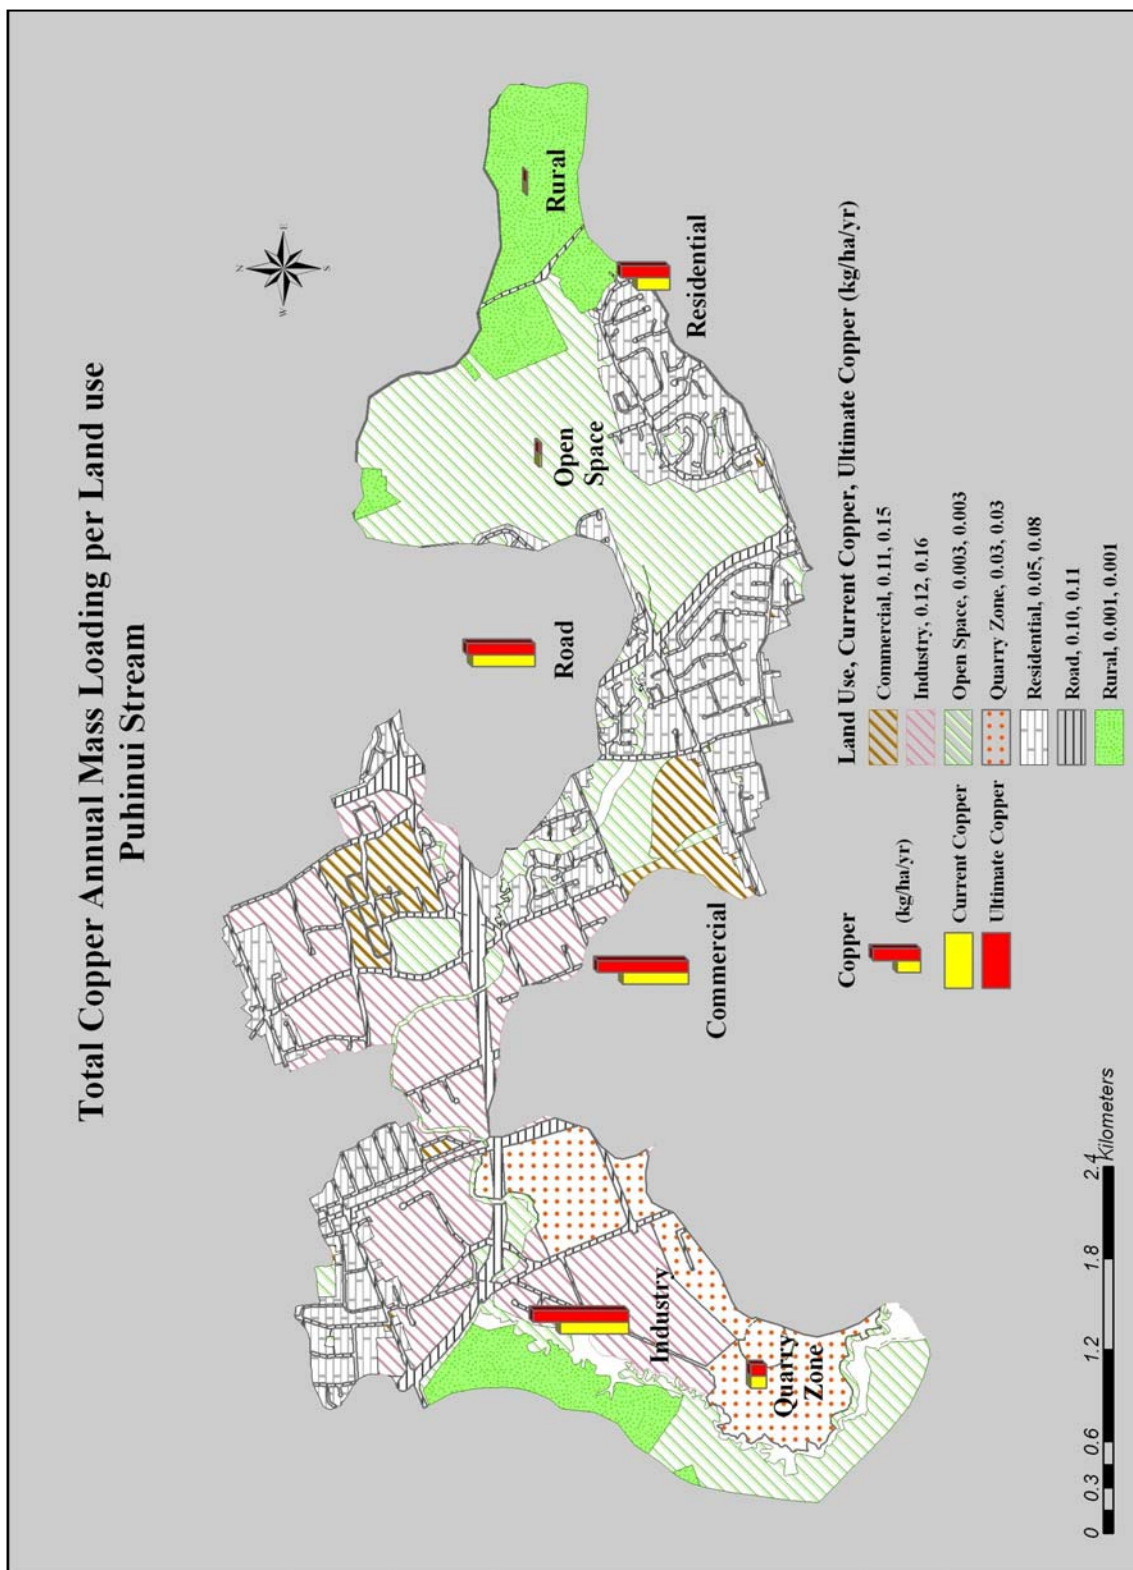 Total Copper Annual Mass Loading per Land use
Puhinui Stream
N
W
E
S
Rural
Open
Space
Residential
Road
Commercial
Industry
Quarry
Zone
Copper
(kg/ha/yr)
Current Copper
Ultimate Copper
Land Use, Current Copper, Ultimate Copper (kg/ha/yr)
Commercial, 0.11, 0.15
Industry, 0.12, 0.16
Open Space, 0.003, 0.003
Quarry Zone, 0.03, 0.03
Residential, 0.05, 0.08
Road, 0.10, 0.11
Rural, 0.001, 0.001
0 0.3 0.6 1.2 1.8 2.4
Kilometers